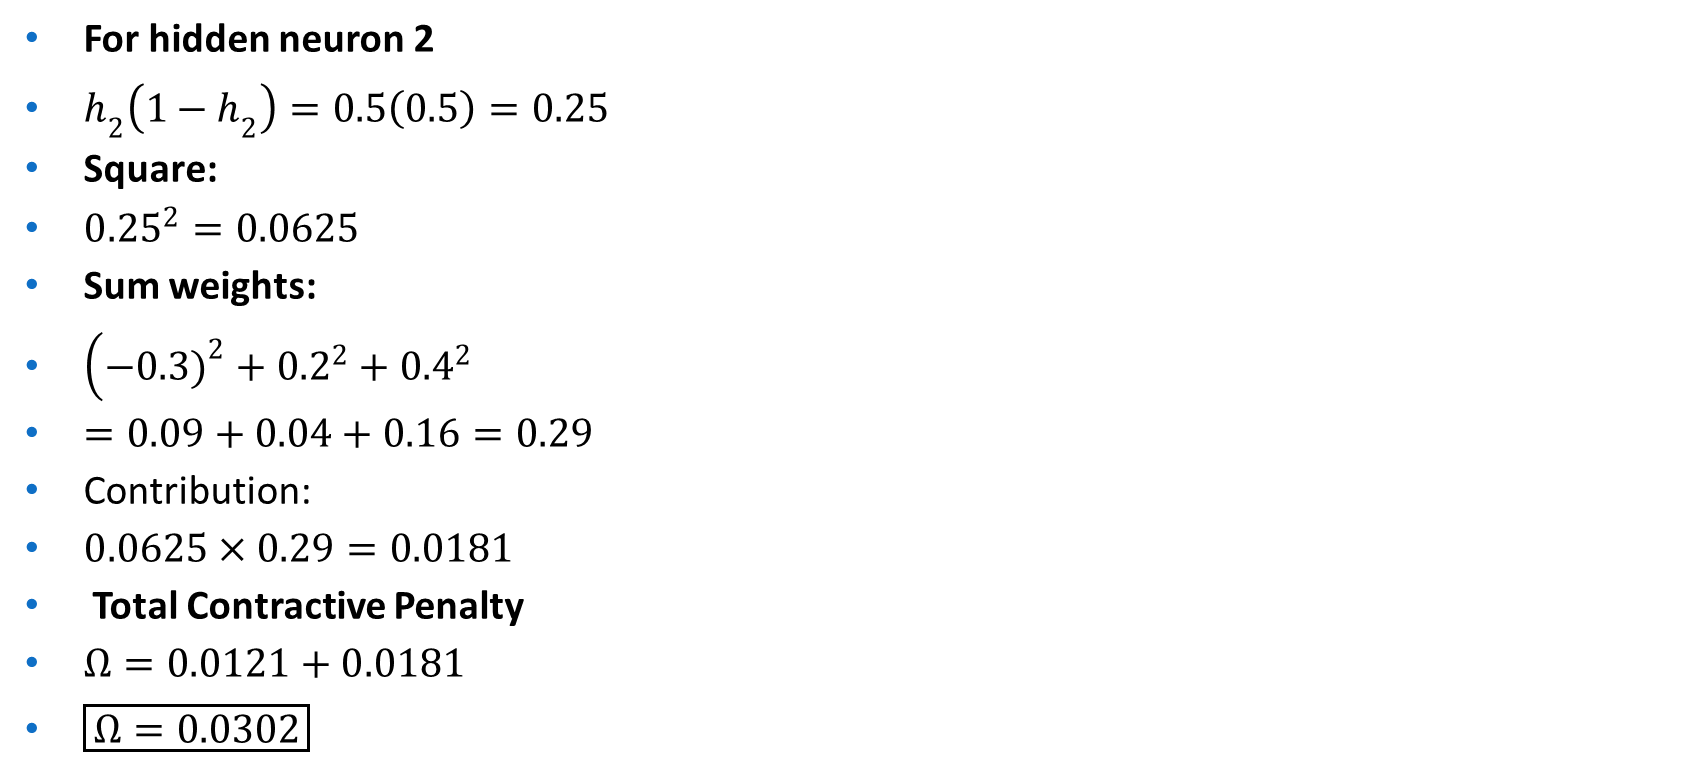 • For hidden neuron 2
• h₂(1 − h₂) = 0.5(0.5) = 0.25
• Square:
• 0.25² = 0.0625
• Sum weights:
• (−0.3)² + 0.2² + 0.4²
• = 0.09 + 0.04 + 0.16 = 0.29
• Contribution:
• 0.0625 × 0.29 = 0.0181
• Total Contractive Penalty
• Ω = 0.0121 + 0.0181
• Ω = 0.0302